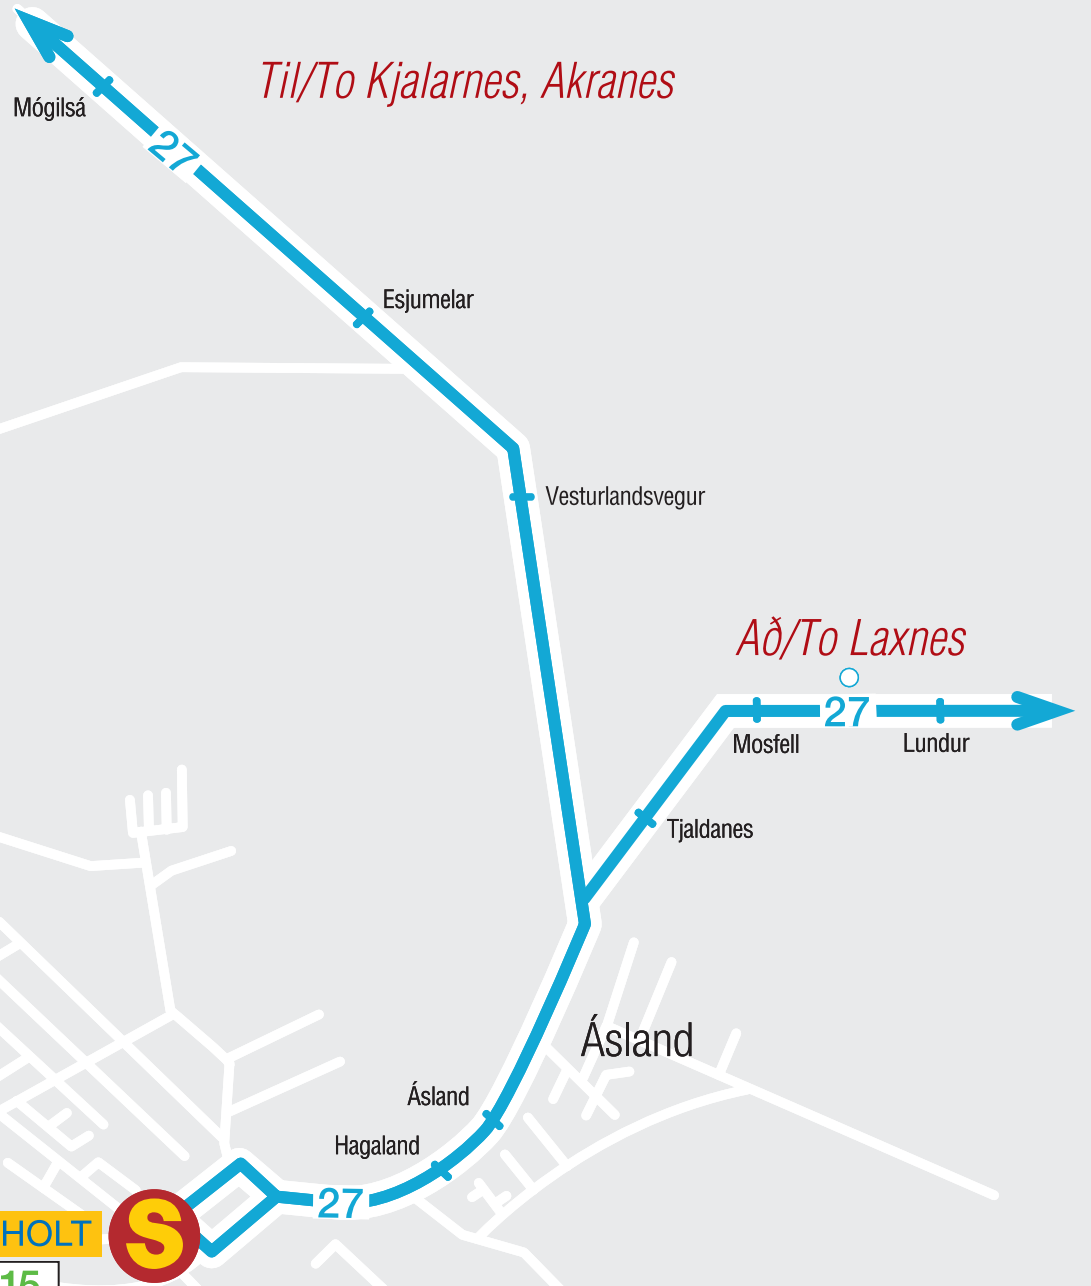 Til/To Kjalarnes, Akranes
Mógilsá
27
Esjumelar
Vesturlandsvegur
Að/To Laxnes
27
Mosfell
Lundur
Tjaldanes
Ásland
Ásland
Hagaland
27
HOLT
S
15